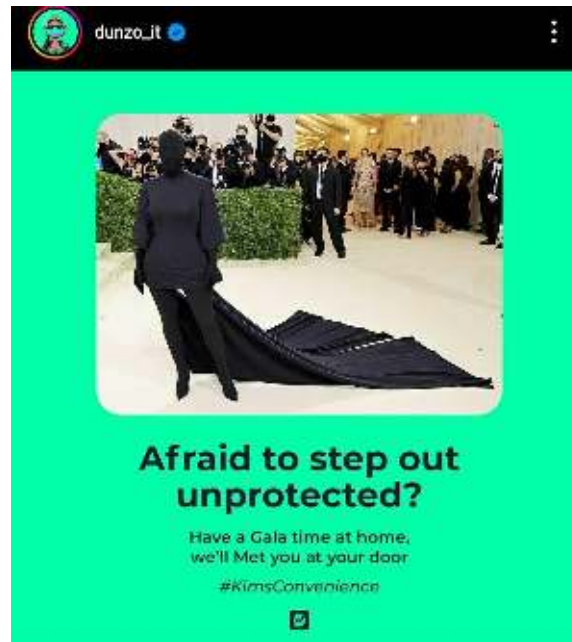 dunzo_it
Afraid to step out
unprotected?
Have a Gala time at home,
we'll Met you at your door
#KimsConvenience